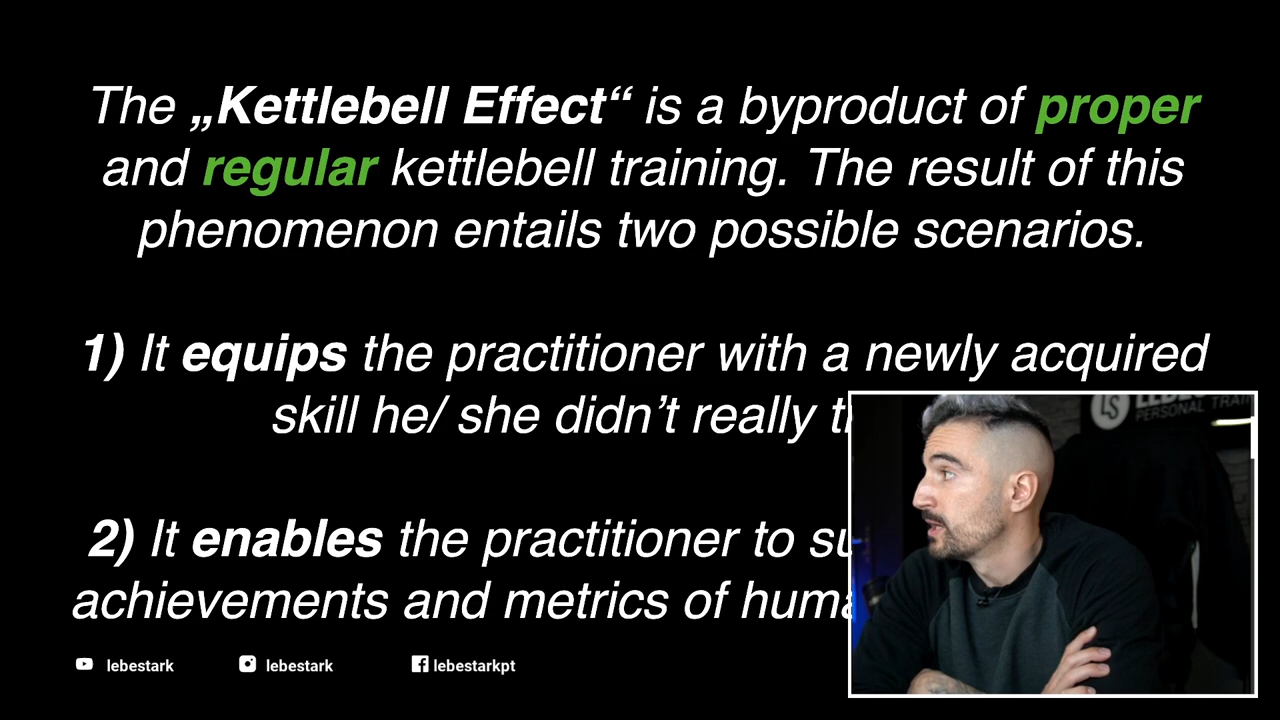 The „Kettlebell Effect“ is a byproduct of proper
and regular kettlebell training. The result of this
phenomenon entails two possible scenarios.
1) It equips the practitioner with a newly acquired
skill he/ she didn’t really
2) It enables the practitioner to
achievements and metrics of
LS
PERSONAL
lebestark
lebestark
lebestarkpt